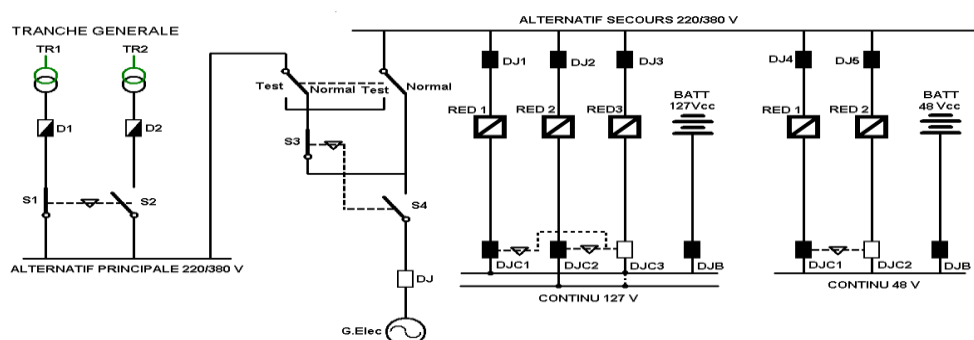 ALTERNATIF SECOURS 220/380 V
TRANCHE GENERALE
TR1 TR2
DJ1 DJ2 DJ3 DJ4 DJ5
Test Normal Test Normal
BATT
127Vcc
BATT
48 Vcc
RED 1 RED 2 RED3 RED 1 RED 2
D1 D2
S3
S1 S2 S4
ALTERNATIF PRINCIPALE 220/380 V
DJC1 DJC2 DJC3 DJB DJC1 DJC2 DJB
DJ
CONTINU 127 V CONTINU 48 V
G.Elec